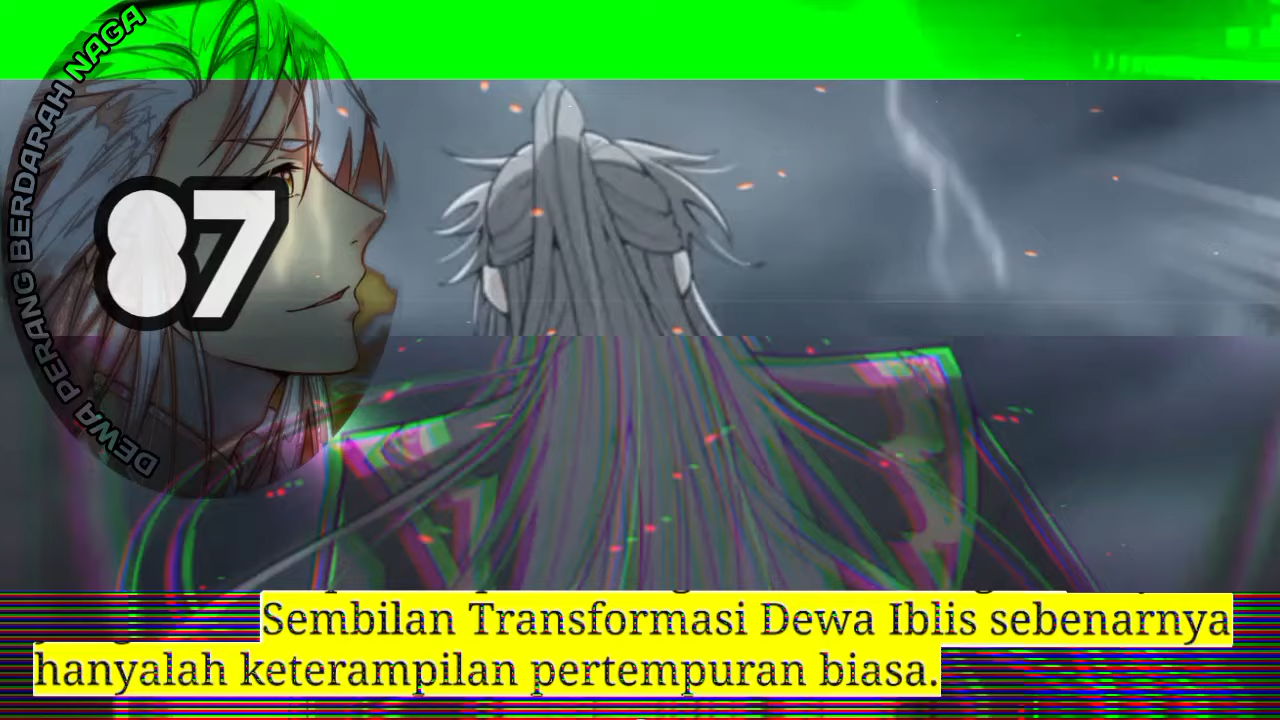 DEWA PERANG BERDARAH NAGA
87
Sembilan Transformasi Dewa Iblis sebenarnya
hanyalah keterampilan pertempuran biasa.